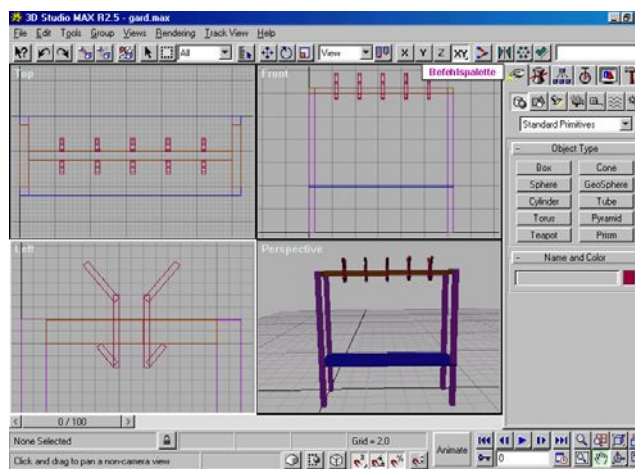 3D Studio MAX R2.5 - gard.max
File Edit Tools Group Views Rendering Track View Help
All View X Y Z XY
Befehlspalette
Top
Front
Standard Primitives
- Object Type
Box Cone
Sphere GeoSphere
Cylinder Tube
Torus Pyramid
Teapot Prism
- Name and Color
Left
Perspective
< 0 / 100 >
None Selected
Grid = 2.0
Animate
Click and drag to pan a non-camera view
0